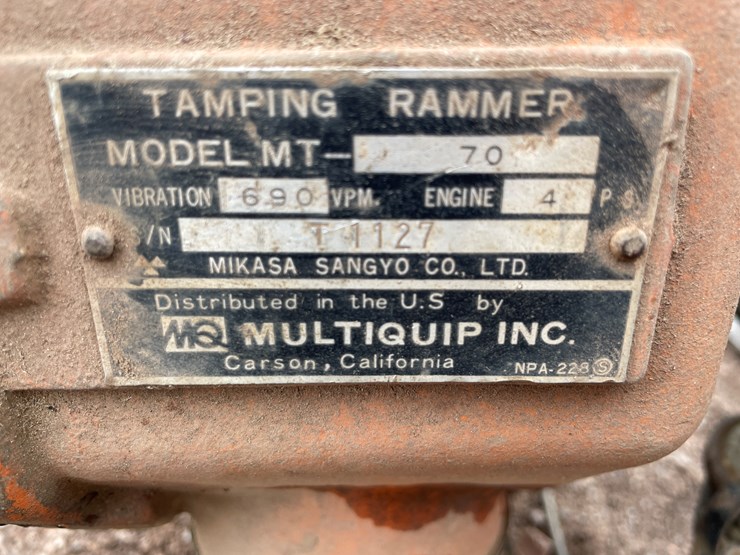 TAMPING RAMMER
MODEL MT- 70
VIBRATION 690 VPM. ENGINE 4 P.S.
S/N T 1127
MIKASA SANGYO CO., LTD.
Distributed in the U.S by
MQ MULTIQUIP INC.
Carson, California
NPA-228 S